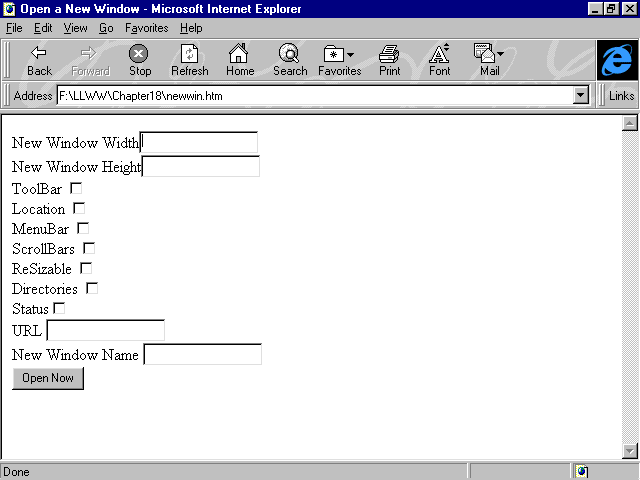 Open a New Window - Microsoft Internet Explorer
File Edit View Go Favorites Help
Back Forward Stop Refresh Home Search Favorites Print Font Mail
Address F:\LLWW\Chapter18\newwin.htm Links
New Window Width
New Window Height
ToolBar
Location
MenuBar
ScrollBars
ReSizable
Directories
Status
URL
New Window Name
Open Now
Done